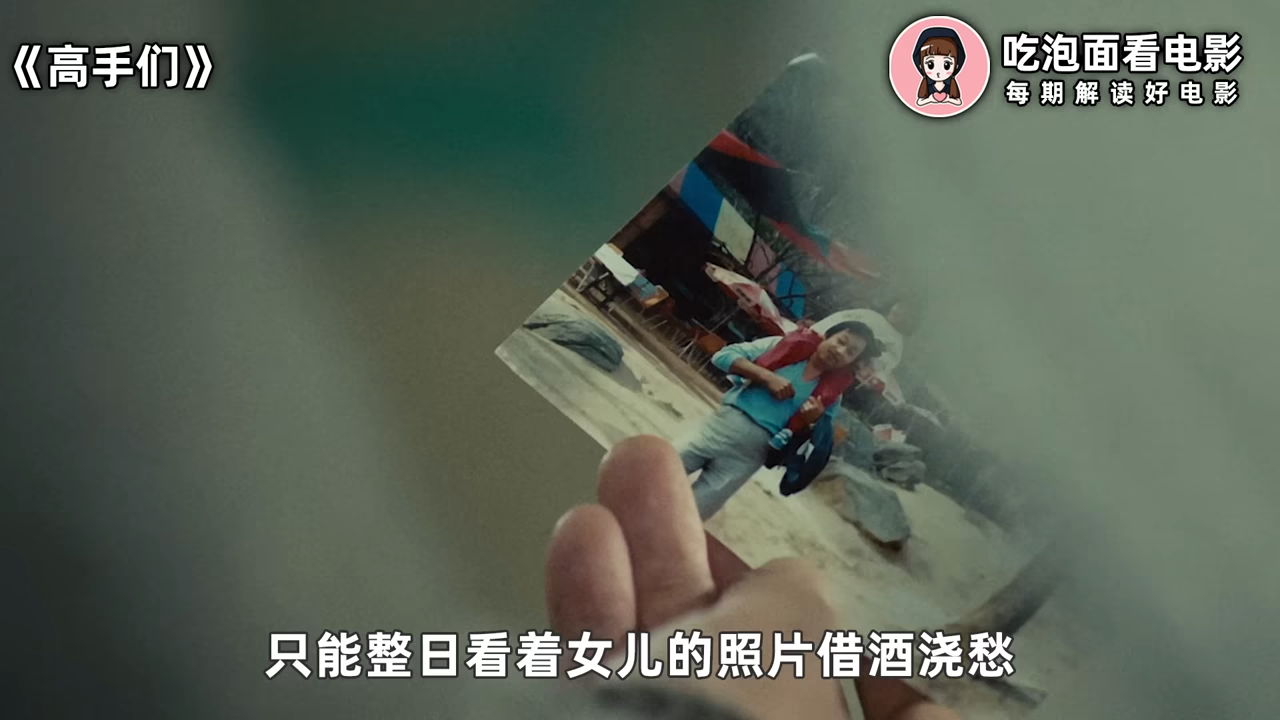 《高手们》
吃泡面看电影
每期解读好电影
只能整日看着女儿的照片借酒浇愁